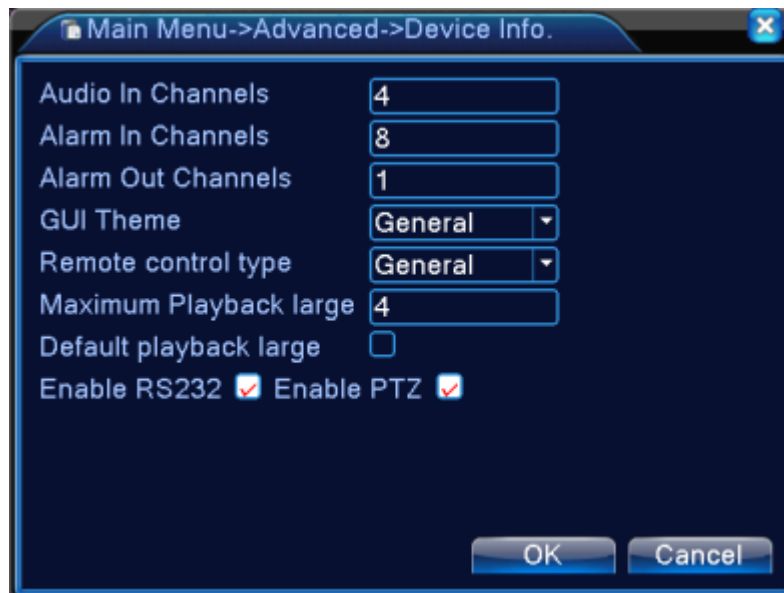 Main Menu->Advanced->Device Info.
Audio In Channels 4
Alarm In Channels 8
Alarm Out Channels 1
GUI Theme General
Remote control type General
Maximum Playback large 4
Default playback large
Enable RS232 Enable PTZ
OK Cancel